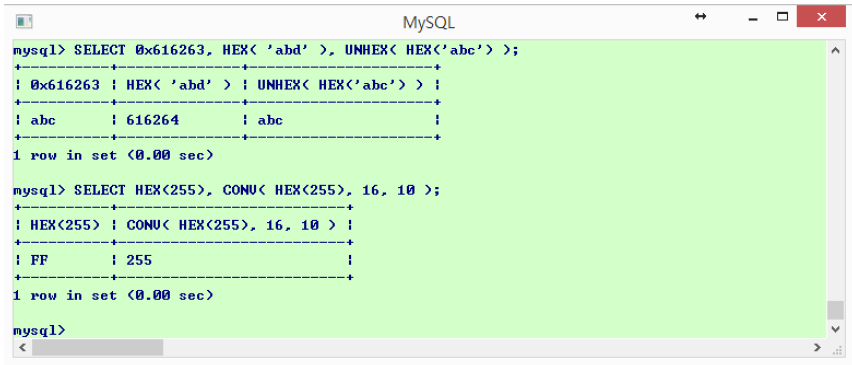 MySQL
mysql> SELECT 0x616263, HEX( 'abd' ), UNHEX( HEX('abc') );
+----------+--------------+---------------------+
| 0x616263 | HEX( 'abd' ) | UNHEX( HEX('abc') ) |
+----------+--------------+---------------------+
| abc      | 616264       | abc                 |
+----------+--------------+---------------------+
1 row in set (0.00 sec)
mysql> SELECT HEX(255), CONV( HEX(255), 16, 10 );
+----------+--------------------------+
| HEX(255) | CONV( HEX(255), 16, 10 ) |
+----------+--------------------------+
| FF       | 255                      |
+----------+--------------------------+
1 row in set (0.00 sec)
mysql>